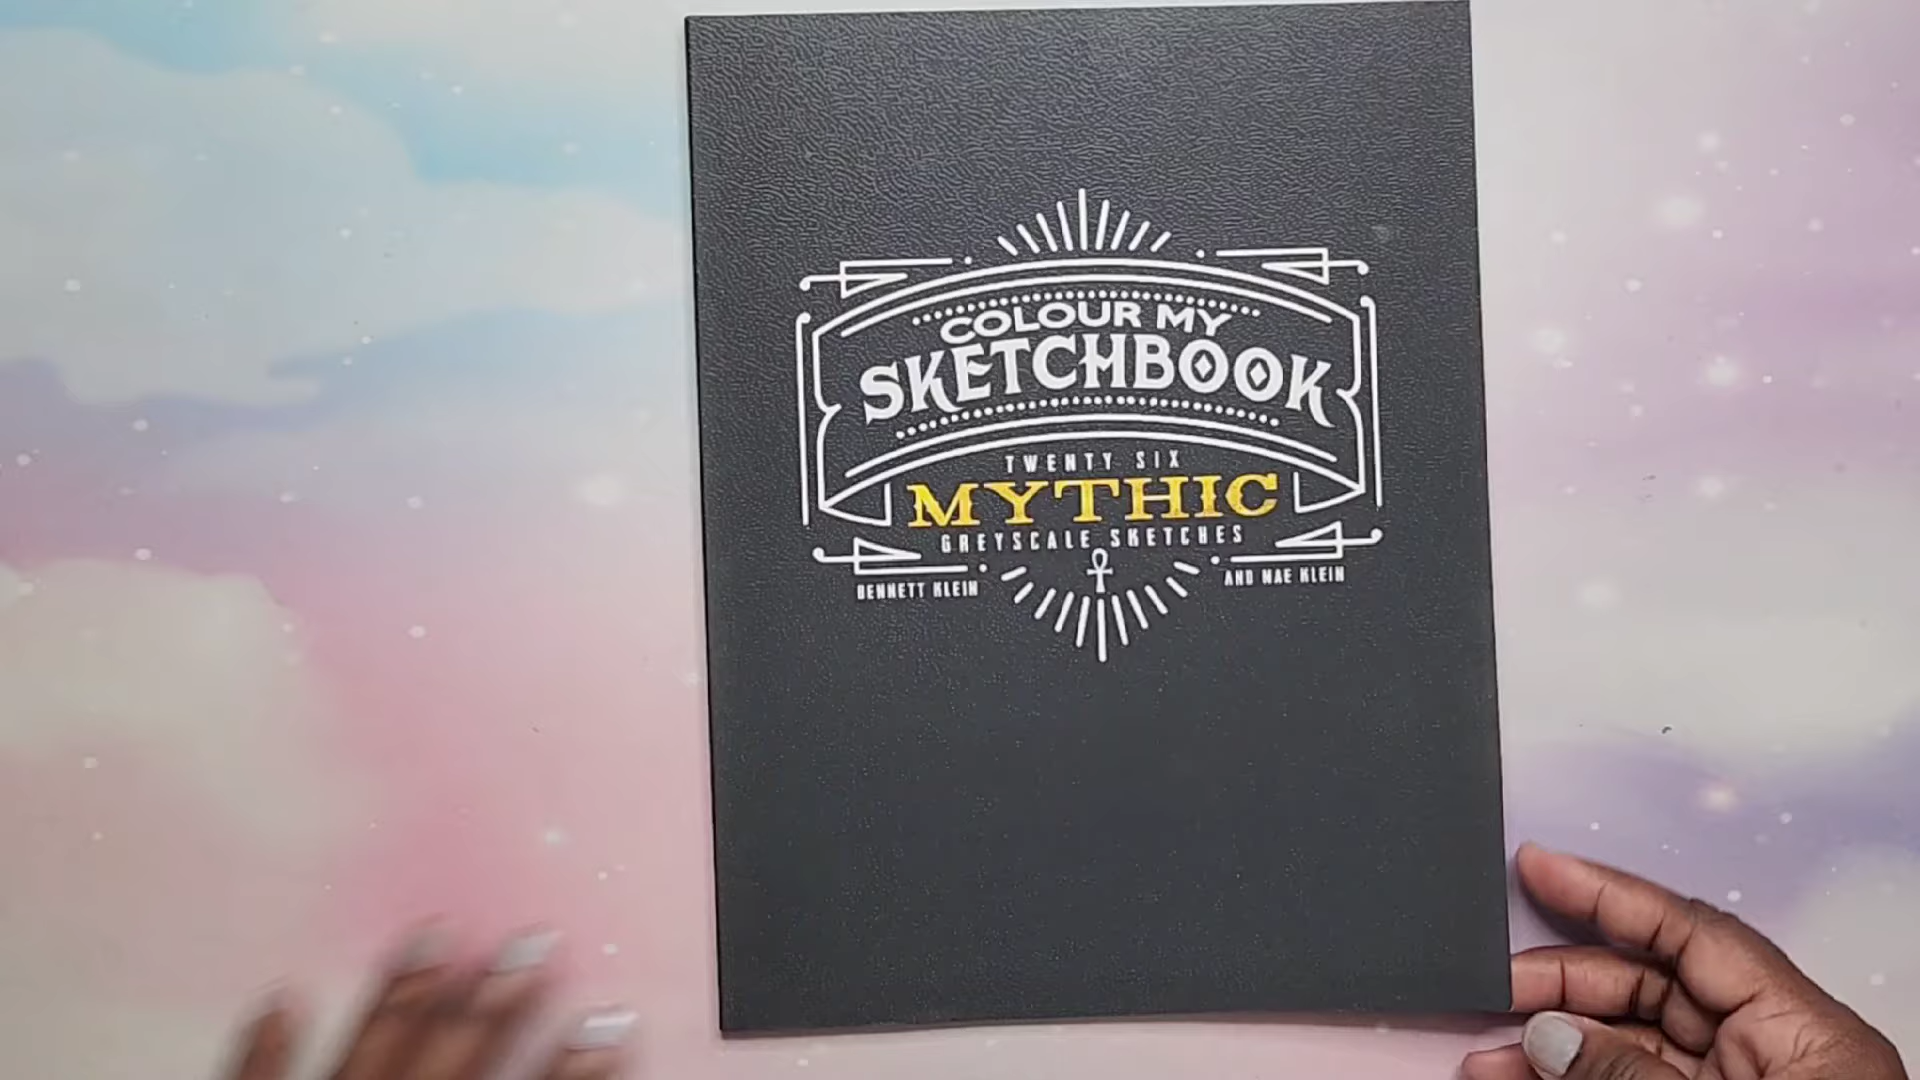 COLOUR MY
SKETCHBOOK
TWENTY SIX
MYTHIC
GREYSCALE SKETCHES
BENNETT KLEIN
AND MAE KLEIN